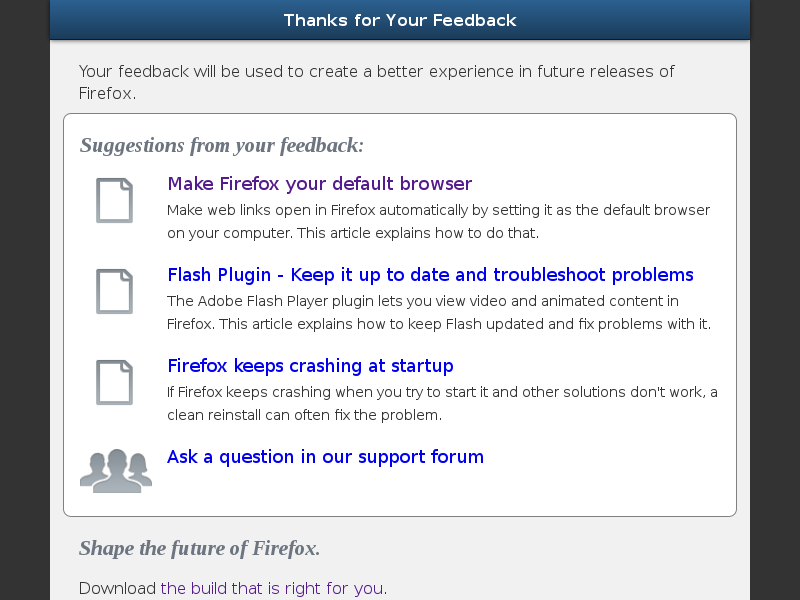 Thanks for Your Feedback
Your feedback will be used to create a better experience in future releases of
Firefox.
Suggestions from your feedback:
Make Firefox your default browser
Make web links open in Firefox automatically by setting it as the default browser
on your computer. This article explains how to do that.
Flash Plugin - Keep it up to date and troubleshoot problems
The Adobe Flash Player plugin lets you view video and animated content in
Firefox. This article explains how to keep Flash updated and fix problems with it.
Firefox keeps crashing at startup
If Firefox keeps crashing when you try to start it and other solutions don't work, a
clean reinstall can often fix the problem.
Ask a question in our support forum
Shape the future of Firefox.
Download the build that is right for you.